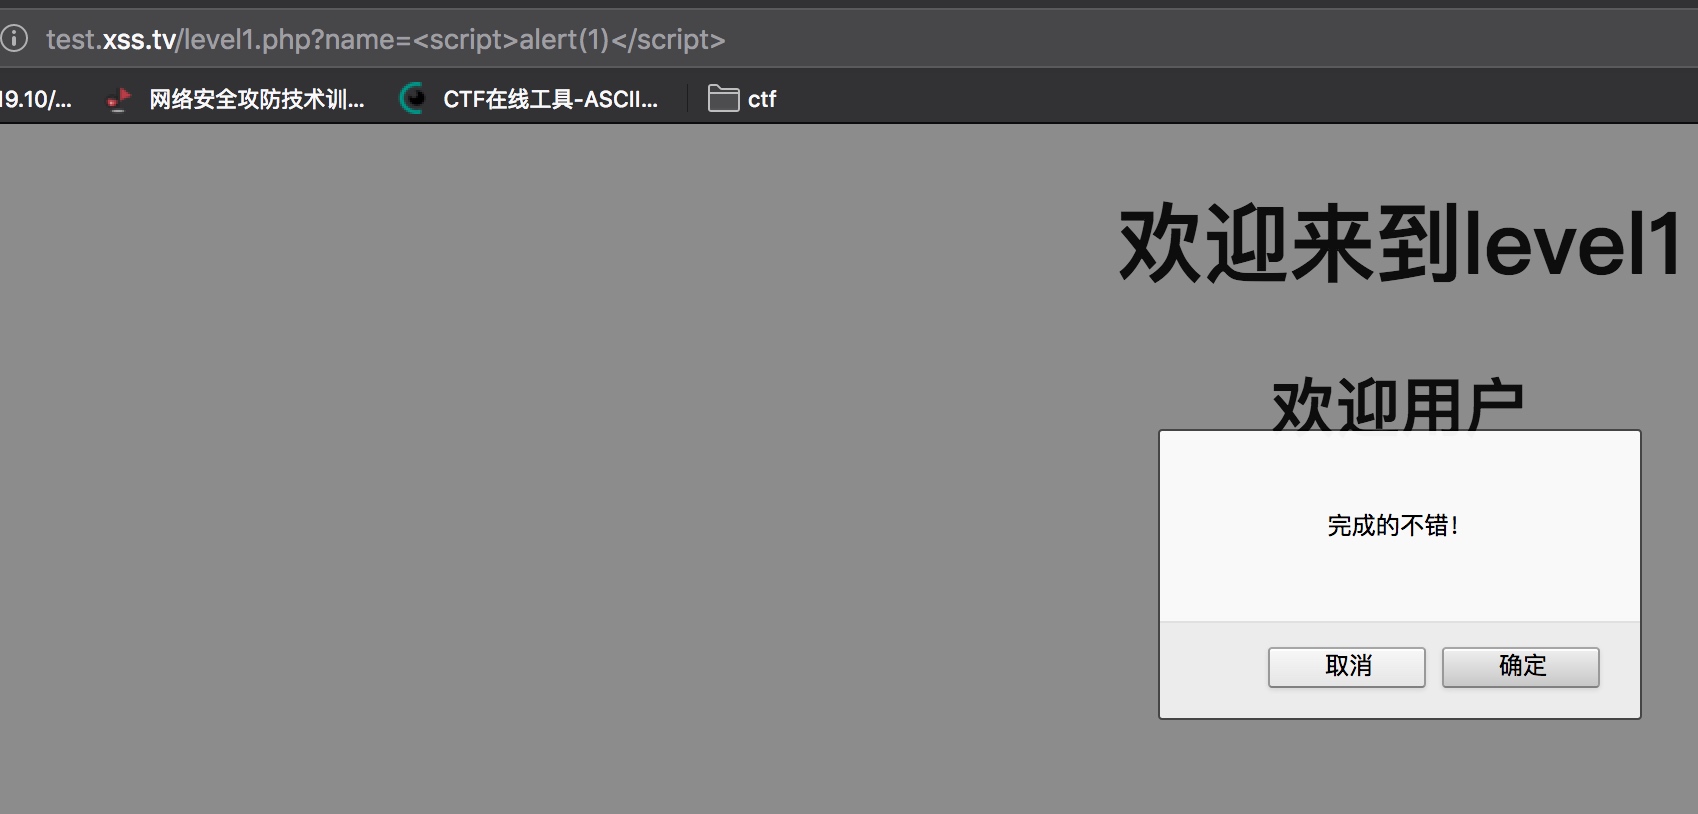 test.xss.tv/level1.php?name=<script>alert(1)</script>
19.10/... 网络安全攻防技术训... CTF在线工具-ASCII... ctf
欢迎来到level1
欢迎用户
完成的不错!
取消 确定